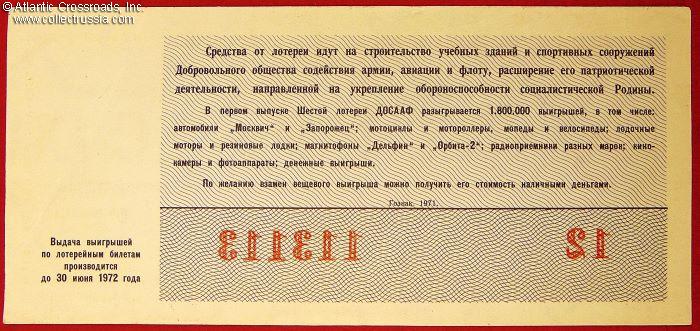 © Atlantic Crossroads, Inc.
www.collectrussia.com
Средства от лотереи идут на строительство учебных зданий и спортивных сооружений
Добровольного общества содействия армии, авиации и флоту, расширение его патриотической
деятельности, направленной на укрепление обороноспособности социалистической Родины.
В первом выпуске Шестой лотереи ДОСААФ разыгрывается 1.800.000 выигрышей, в том числе:
автомобили „Москвич“ и „Запорожец“; мотоциклы и мотороллеры, мопеды и велосипеды; лодочные
моторы и резиновые лодки; магнитофоны „Дельфин“ и „Орбита-2“; радиоприемники разных марок; кино-
камеры и фотоаппараты; денежные выигрыши.
По желанию взамен вещевого выигрыша можно получить его стоимость наличными деньгами.
Гознак. 1971.
Выдача выигрышей
по лотерейным билетам
производится
до 30 июня 1972 года